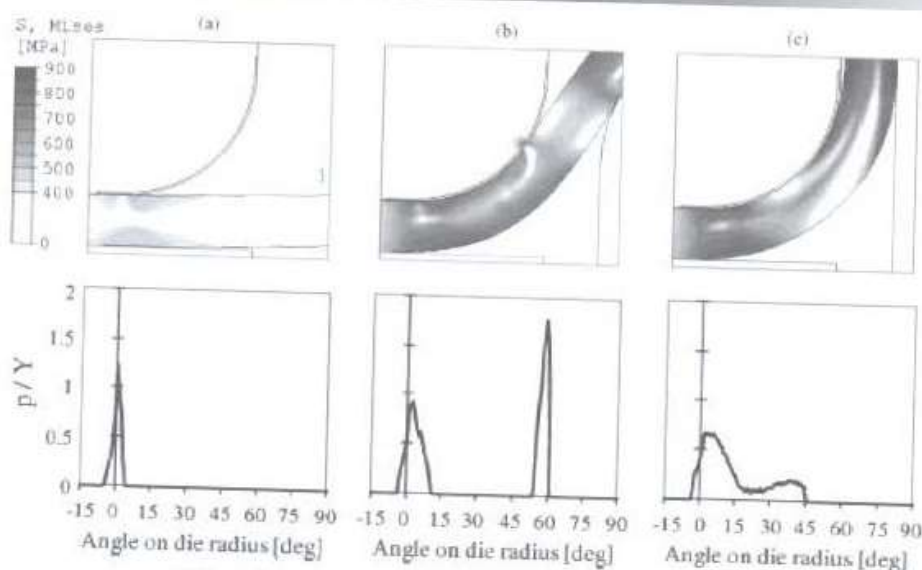 S, Mises
[MPa]
(a)
(b)
(c)
900
800
700
600
500
400
0
2
1.5
1
0.5
0
p / Y
-15 0 15 30 45 60 75 90
-15 0 15 30 45 60 75 90
-15 0 15 30 45 60 75 90
Angle on die radius [deg]
Angle on die radius [deg]
Angle on die radius [deg]